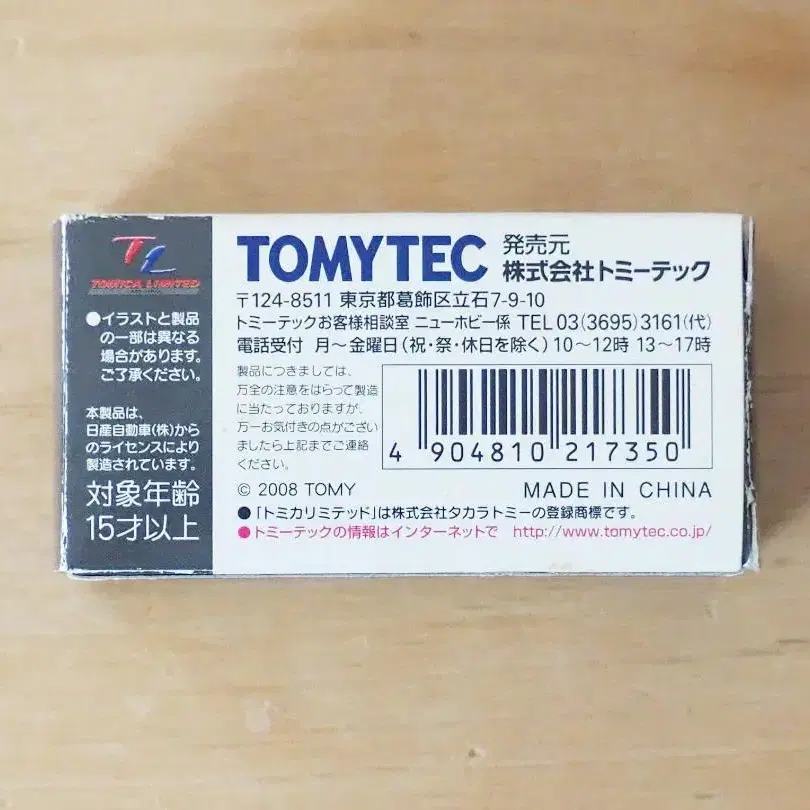 TL
TOMICA LIMITED
●イラストと製品
の一部は異なる
場合があります。
ご了承ください。
本製品は、
日産自動車(株)から
のライセンスにより
製造されています。
対象年齢
15才以上
TOMYTEC 発売元
株式会社トミーテック
〒124-8511 東京都葛飾区立石7-9-10
トミーテックお客様相談室 ニューホビー係 TEL 03(3695)3161(代)
電話受付 月～金曜日(祝・祭・休日を除く) 10～12時 13～17時
製品につきましては、
万全の注意をはらって製造
に当たっておりますが、
万一お気付きの点がござい
ましたら上記までご連絡
ください。
4 904810 217350
© 2008 TOMY MADE IN CHINA
●「トミカリミテッド」は株式会社タカラトミーの登録商標です。
●トミーテックの情報はインターネットで http://www.tomytec.co.jp/